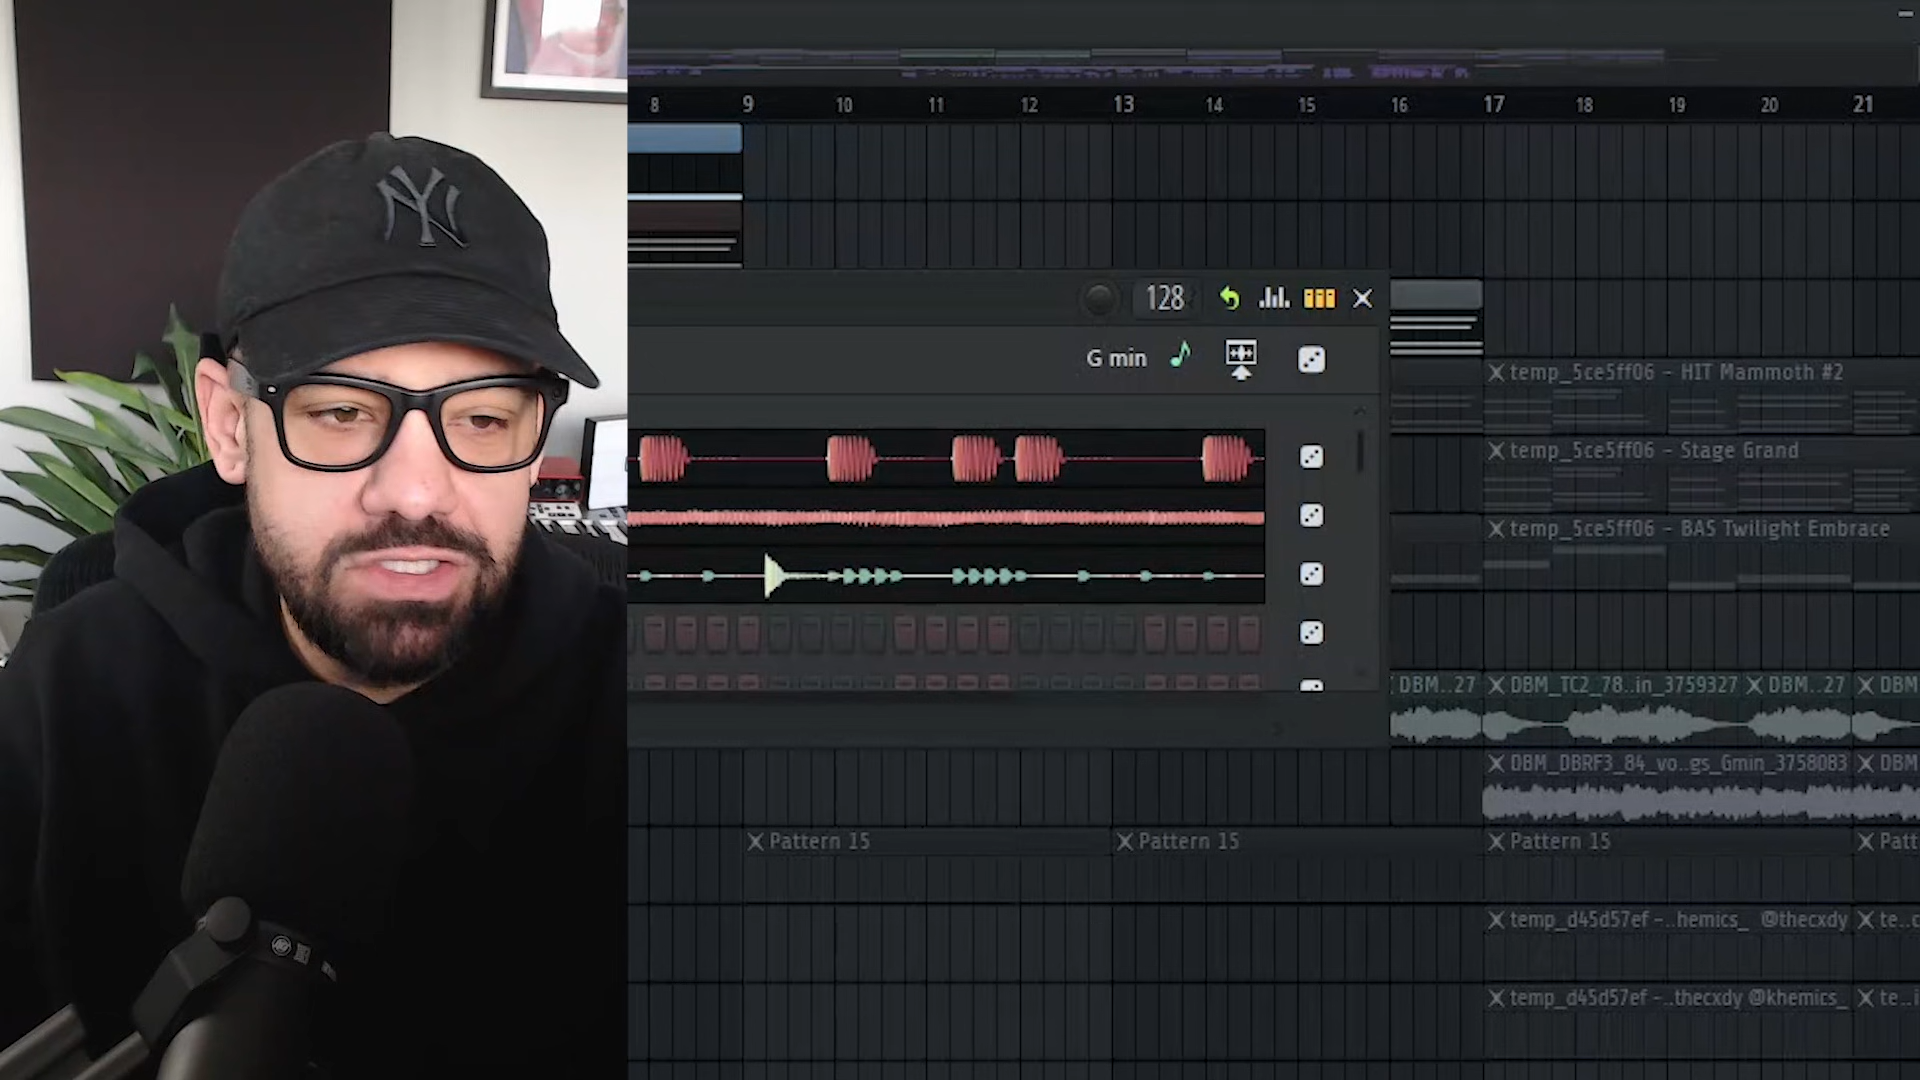 NY
8 9 10 11 12 13 14 15 16 17 18 19 20 21
128
G min
temp_5ce5ff06 - HIT Mammoth #2
temp_5ce5ff06 - Stage Grand
temp_5ce5ff06 - BAS Twilight Embrace
DBM..27 DBM_TC2_78..in_3759327 DBM..27 DBM
DBM_DBRF3_84_vo..gs_Gmin_3758083 DBM
Pattern 15 Pattern 15 Pattern 15 Patt
temp_d45d57ef -..hemics_ @thecxdy te..c
temp_d45d57ef -..thecxdy @khemics_ te..i